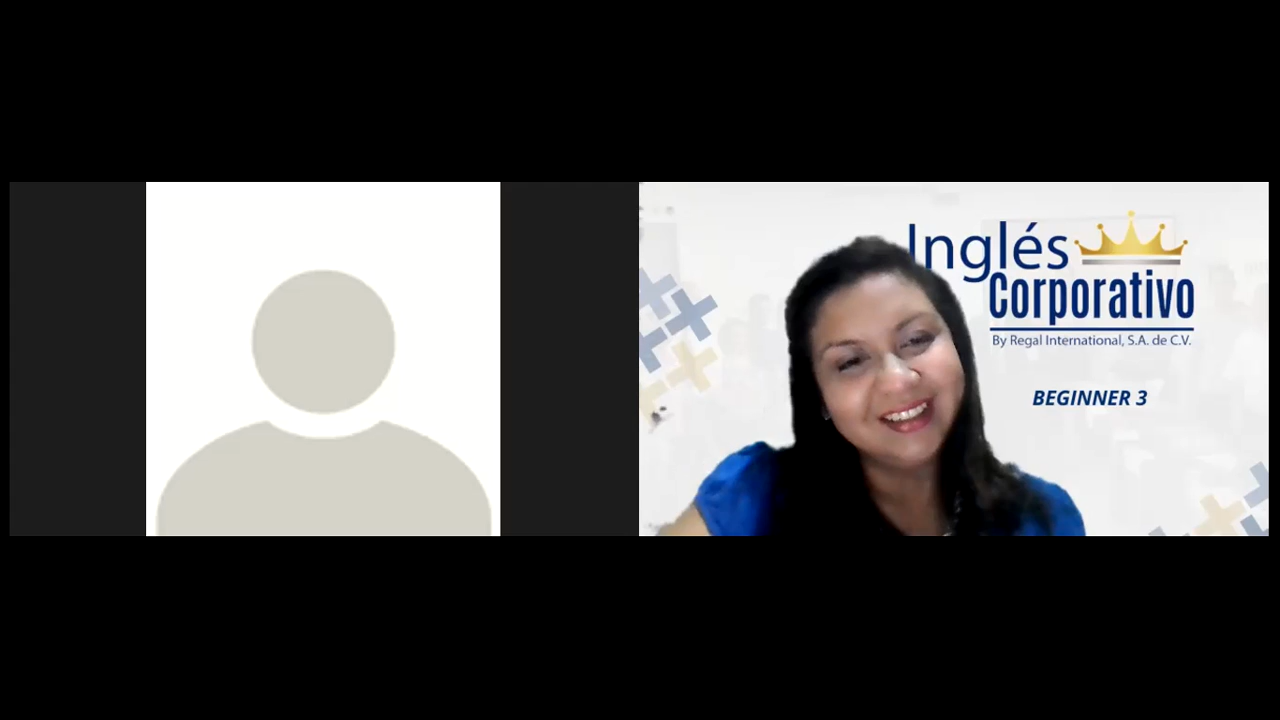 Inglés
Corporativo
By Regal International, S.A. de C.V.
BEGINNER 3